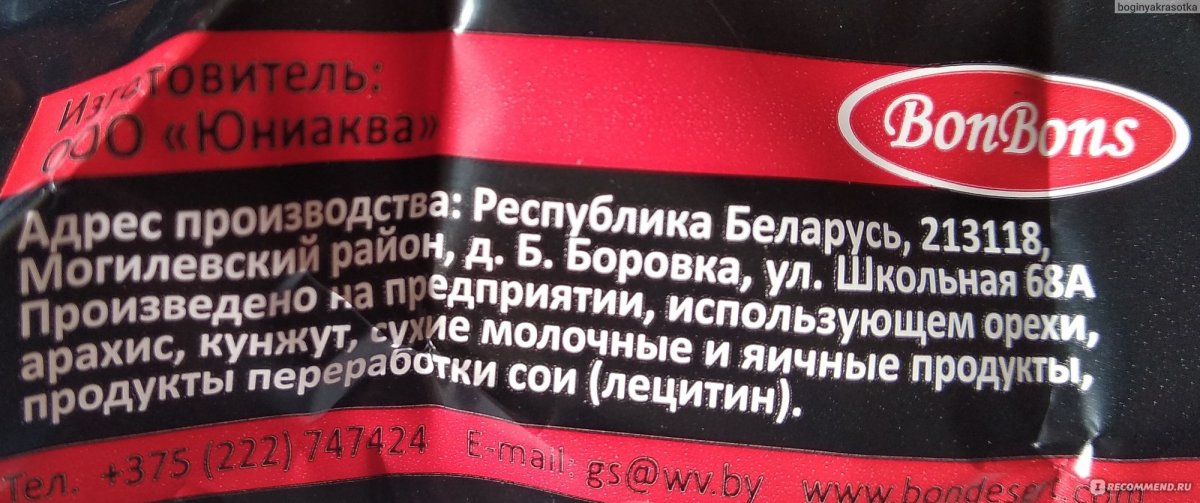 boginyakrasotka
Изготовитель:
ООО «Юниаква»
BonBons
Адрес производства: Республика Беларусь, 213118,
Могилевский район, д. Б. Боровка, ул. Школьная 68А
Произведено на предприятии, использующем орехи,
арахис, кунжут, сухие молочные и яичные продукты,
продукты переработки сои (лецитин).
Тел. +375 (222) 747424 E-mail: gs@wv.by
IRECOMMEND.RU